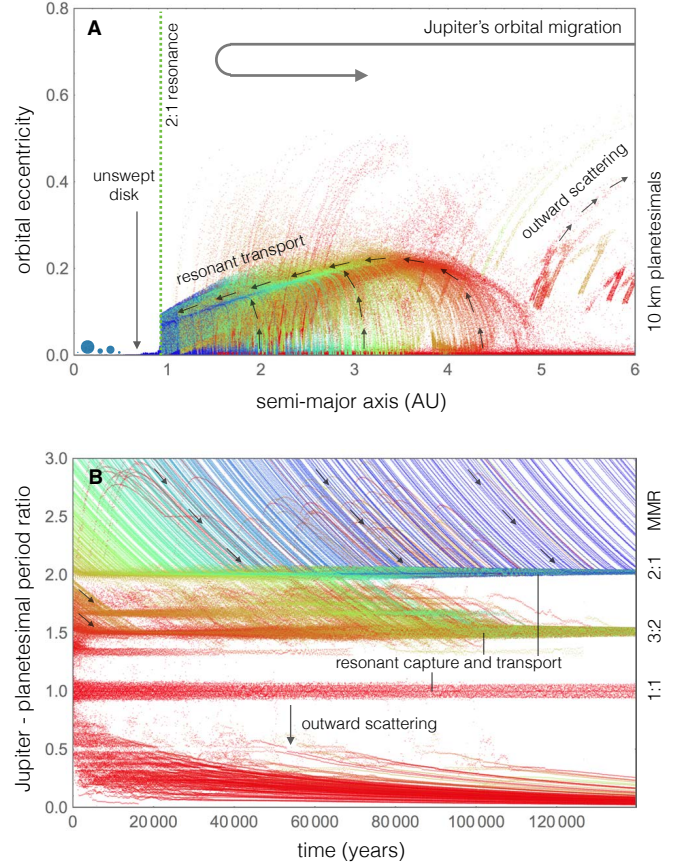 A
Jupiter's orbital migration
2:1 resonance
unswept
disk
resonant transport
outward scattering
orbital eccentricity
10 km planetesimals
0.8
0.6
0.4
0.2
0.0
0
1
2
3
4
5
6
semi-major axis (AU)
B
Jupiter - planetesimal period ratio
3.0
2.5
2.0
1.5
1.0
0.5
0.0
MMR
2:1
3:2
1:1
resonant capture and transport
outward scattering
0
20 000
40 000
60 000
80 000
100 000
120 000
time (years)